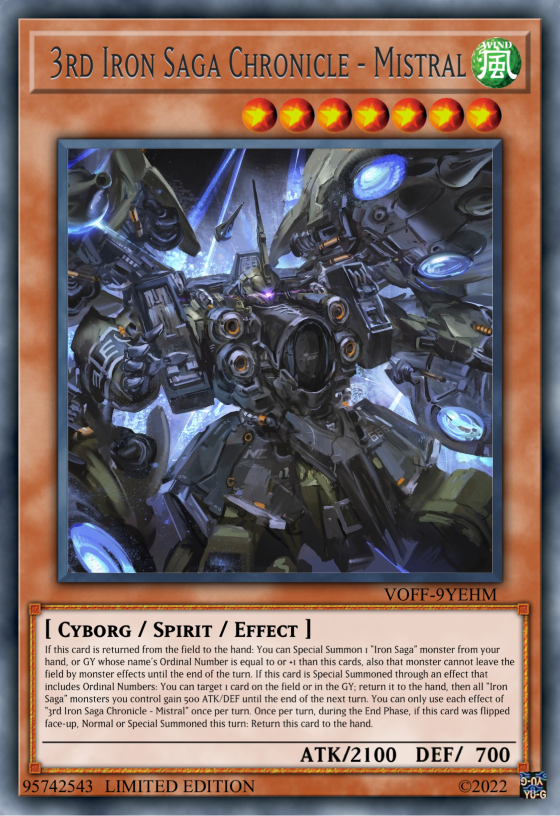 3rd Iron Saga Chronicle - Mistral
WIND
風
VOFF-9YEHM
[ Cyborg / Spirit / Effect ]
If this card is returned from the field to the hand: You can Special Summon 1 "Iron Saga" monster from your
hand, or GY whose name's Ordinal Number is equal to or +1 than this cards, also that monster cannot leave the
field by monster effects until the end of the turn. If this card is Special Summoned through an effect that
includes Ordinal Numbers: You can target 1 card on the field or in the GY; return it to the hand, then all "Iron
Saga" monsters you control gain 500 ATK/DEF until the end of the next turn. You can only use each effect of
"3rd Iron Saga Chronicle - Mistral" once per turn. Once per turn, during the End Phase, if this card was flipped
face-up, Normal or Special Summoned this turn: Return this card to the hand.
ATK/2100 DEF/ 700
95742543 LIMITED EDITION
©2022